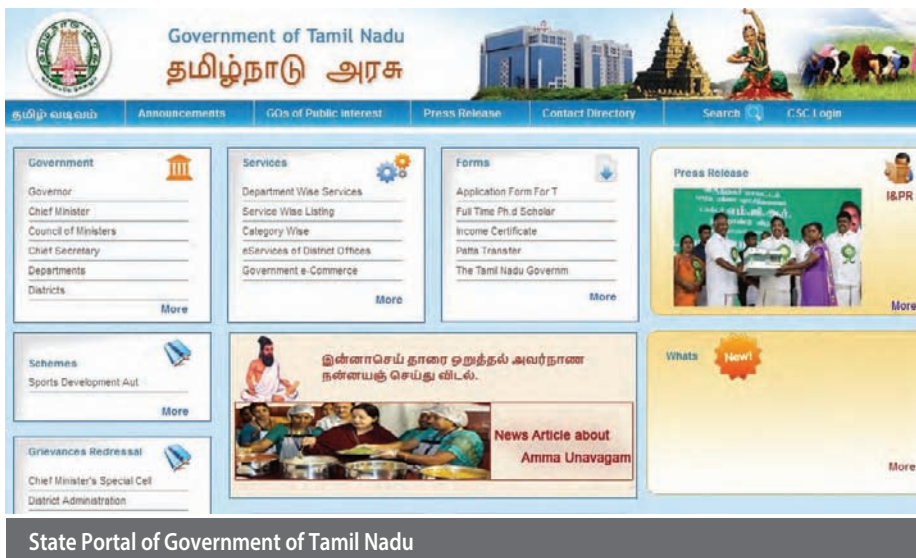 Government of Tamil Nadu
தமிழ்நாடு அரசு
தமிழ் வடிவம்
Announcements
GOs of Public Interest
Press Release
Contact Directory
Search
CSC Login
Government
Governor
Chief Minister
Council of Ministers
Chief Secretary
Departments
Districts
More
Services
Department Wise Services
Service Wise Listing
Category Wise
eServices of District Offices
Government e-Commerce
More
Forms
Application Form For T
Full Time Ph.d Scholar
Income Certificate
Patta Transfer
The Tamil Nadu Governm
More
Press Release
I&PR
எம்.ஜி.ஆர்.
More
Schemes
Sports Development Aut
More
இன்னாசெய் தாரை ஒறுத்தல் அவர்நாண
நன்னயஞ் செய்து விடல்.
News Article about
Amma Unavagam
Whats
New!
More
Grievances Redressal
Chief Minister's Special Cell
District Administration
State Portal of Government of Tamil Nadu